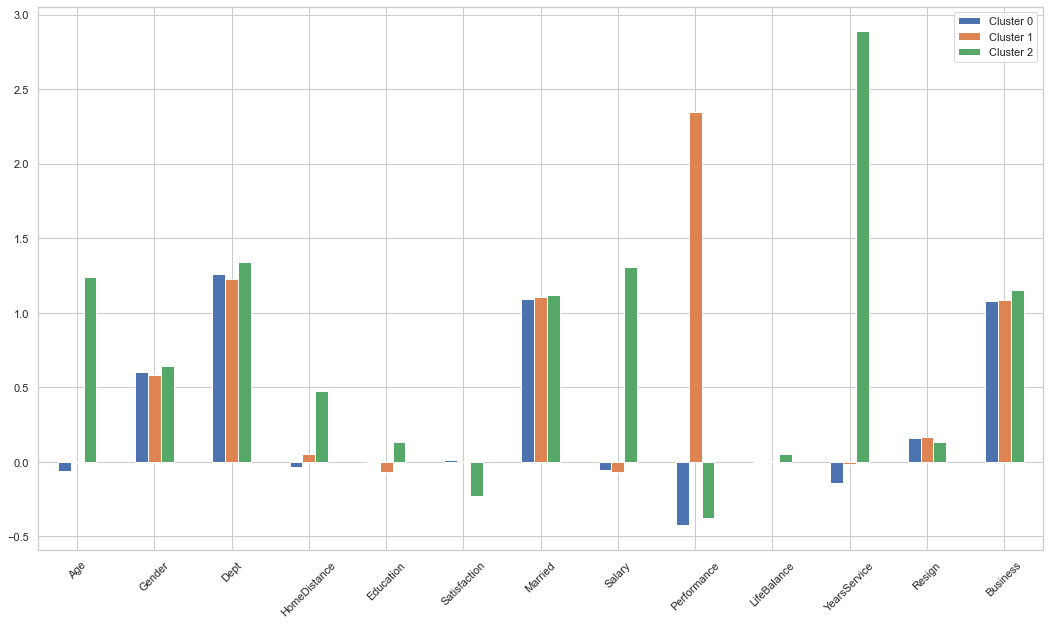 3.0
2.5
2.0
1.5
1.0
0.5
0.0
−0.5
Cluster 0
Cluster 1
Cluster 2
Age
Gender
Dept
HomeDistance
Education
Satisfaction
Married
Salary
Performance
LifeBalance
YearsService
Resign
Business